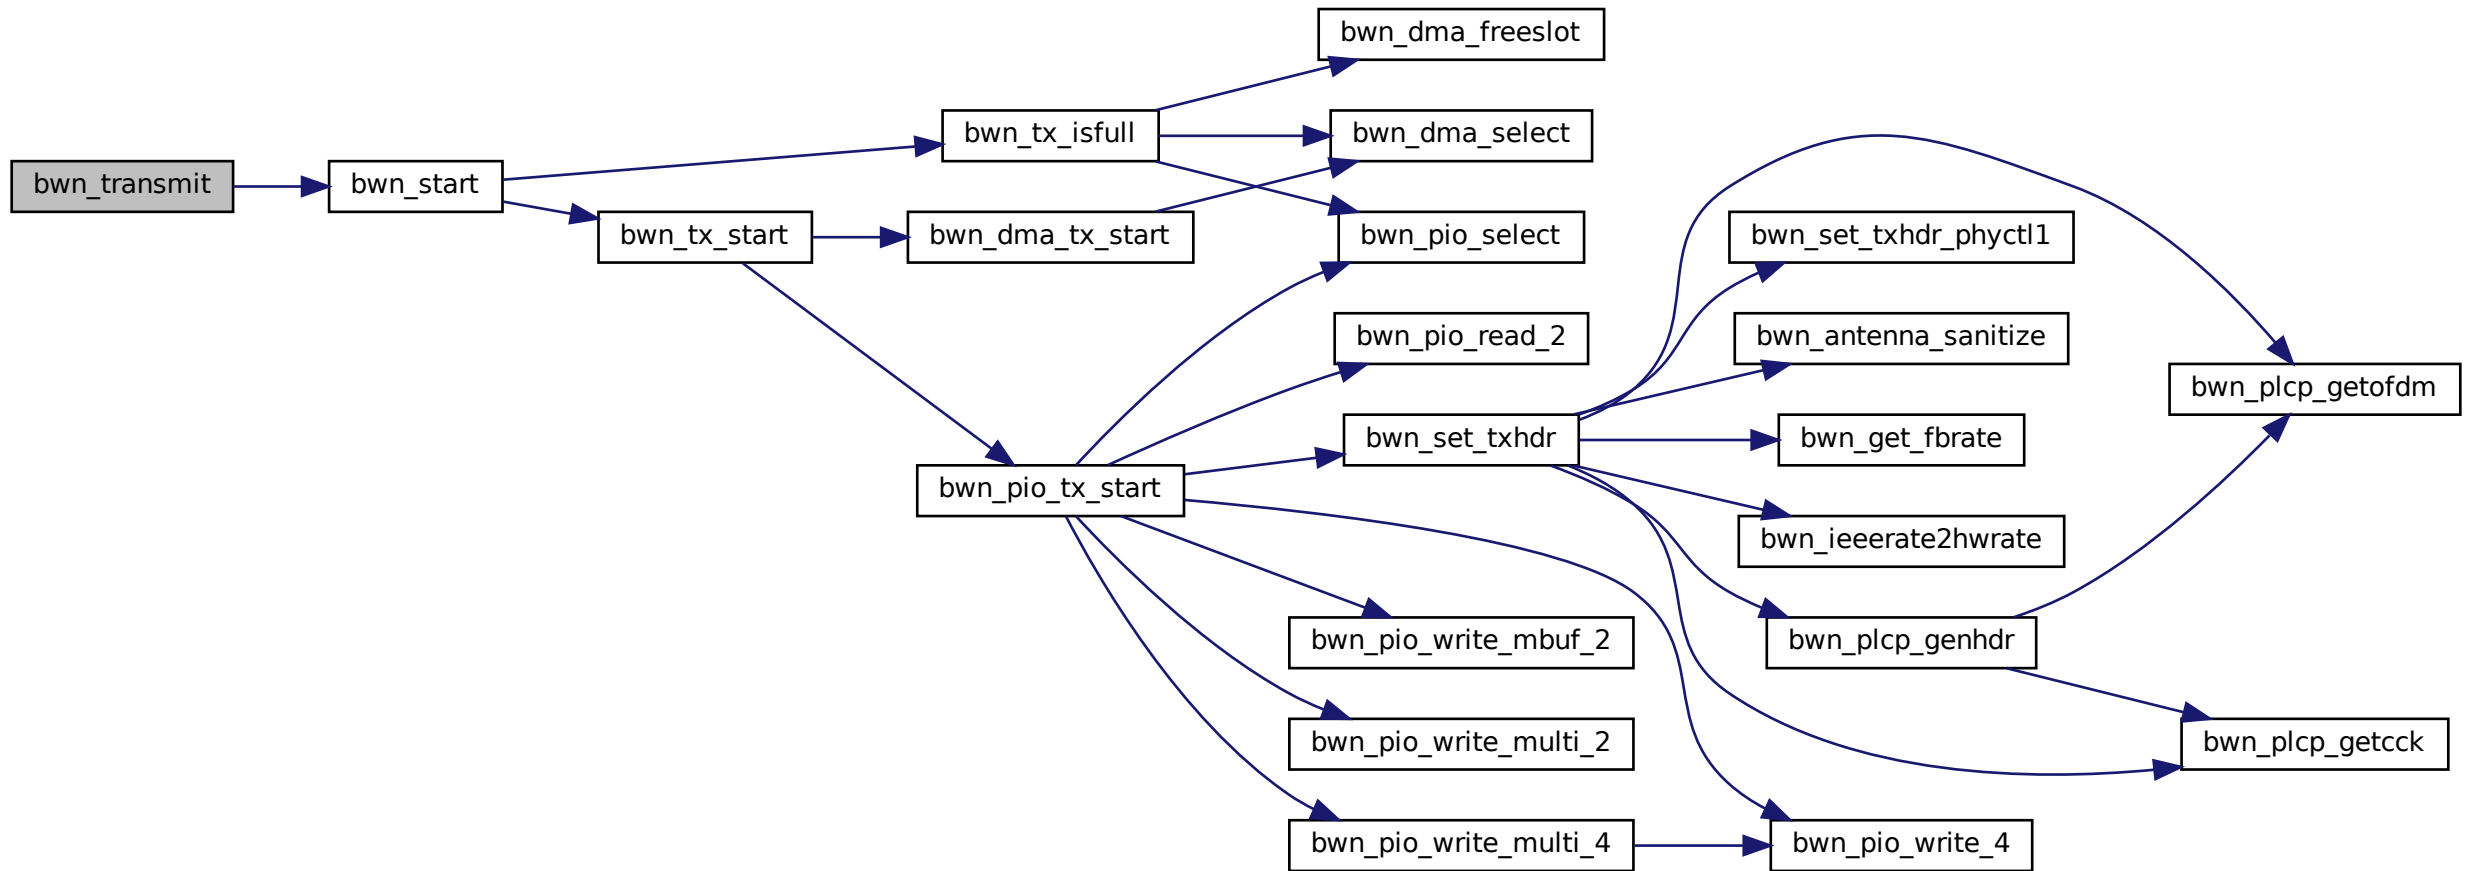 bwn_transmit
bwn_start
bwn_tx_isfull
bwn_tx_start
bwn_dma_tx_start
bwn_pio_tx_start
bwn_dma_freeslot
bwn_dma_select
bwn_pio_select
bwn_pio_read_2
bwn_set_txhdr
bwn_pio_write_mbuf_2
bwn_pio_write_multi_2
bwn_pio_write_multi_4
bwn_set_txhdr_phyctl1
bwn_antenna_sanitize
bwn_get_fbrate
bwn_ieeerate2hwrate
bwn_plcp_genhdr
bwn_pio_write_4
bwn_plcp_getofdm
bwn_plcp_getcck